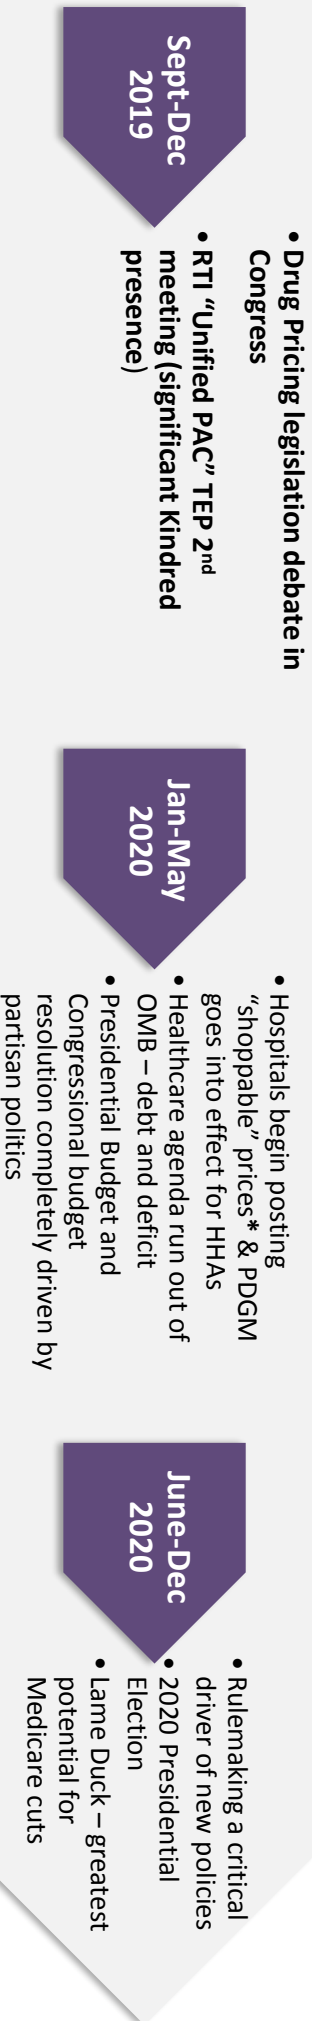 Sept-Dec
2019
• Drug Pricing legislation debate in
Congress
• RTI “Unified PAC” TEP 2nd
meeting (significant Kindred
presence)
Jan-May
2020
• Hospitals begin posting
“shoppable” prices* & PDGM
goes into effect for HHAs
• Healthcare agenda run out of
OMB – debt and deficit
• Presidential Budget and
Congressional budget
resolution completely driven by
partisan politics
June-Dec
2020
• Rulemaking a critical
driver of new policies
• 2020 Presidential
Election
• Lame Duck – greatest
potential for
Medicare cuts